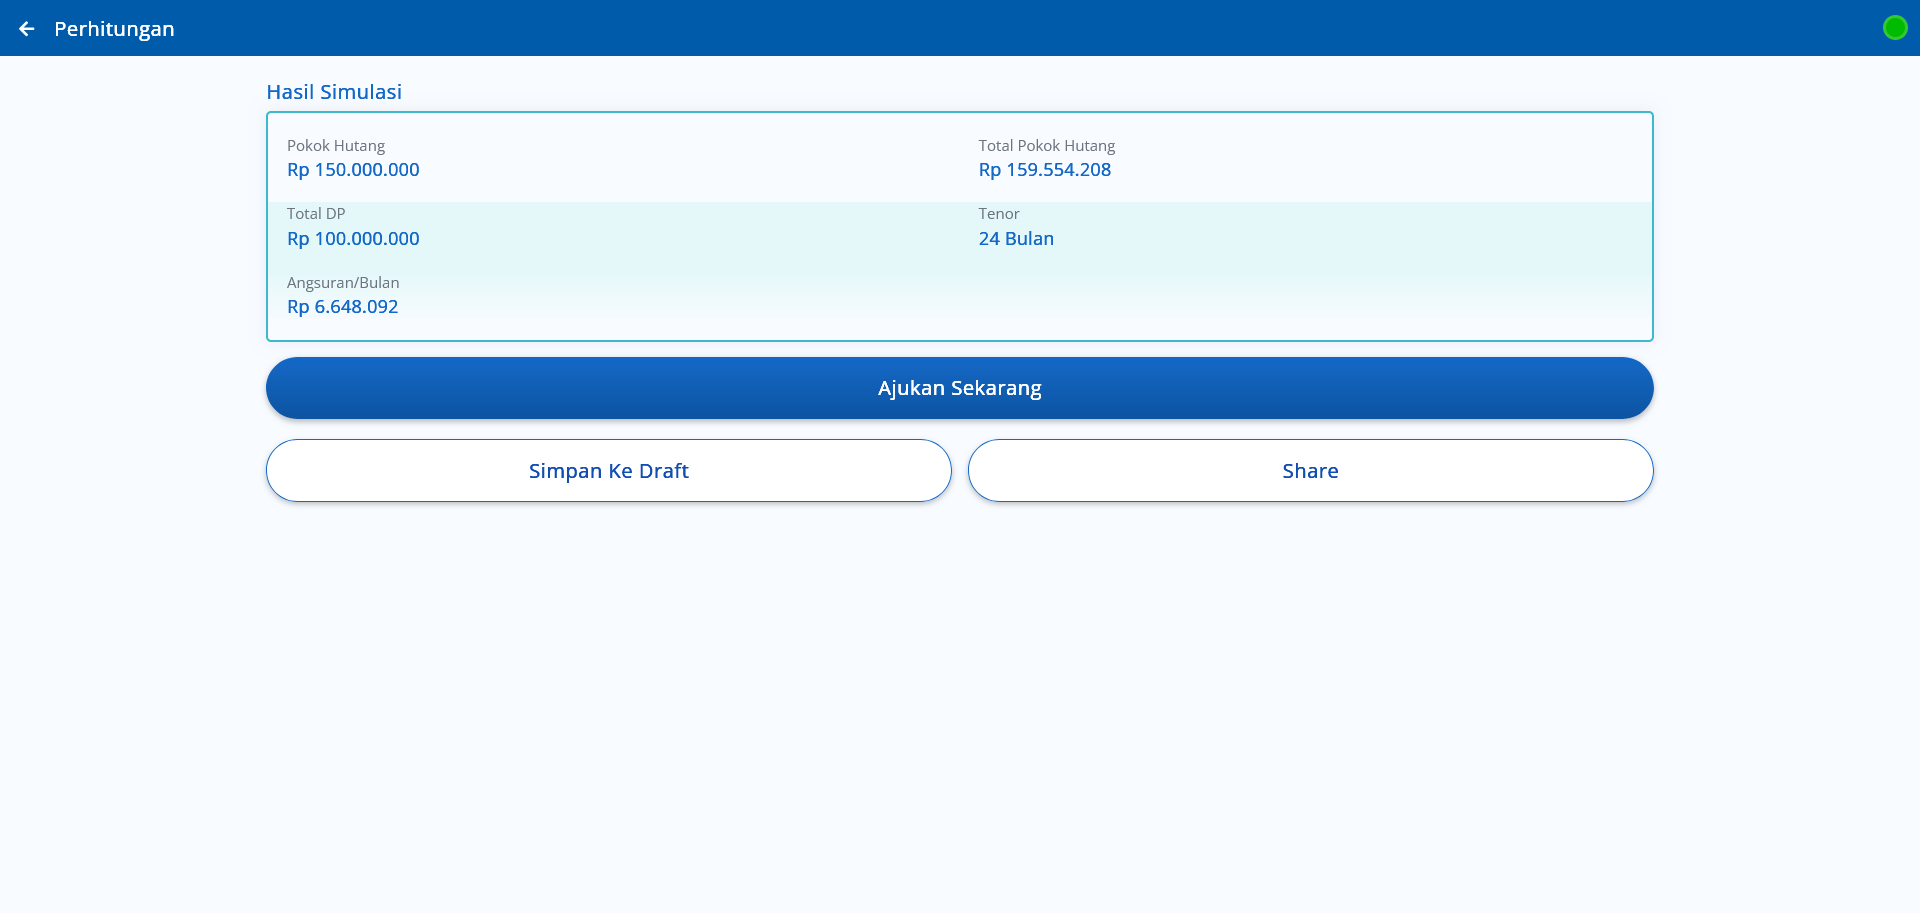 Perhitungan
Hasil Simulasi
Pokok Hutang
Rp 150.000.000
Total Pokok Hutang
Rp 159.554.208
Total DP
Rp 100.000.000
Tenor
24 Bulan
Angsuran/Bulan
Rp 6.648.092
Ajukan Sekarang
Simpan Ke Draft
Share